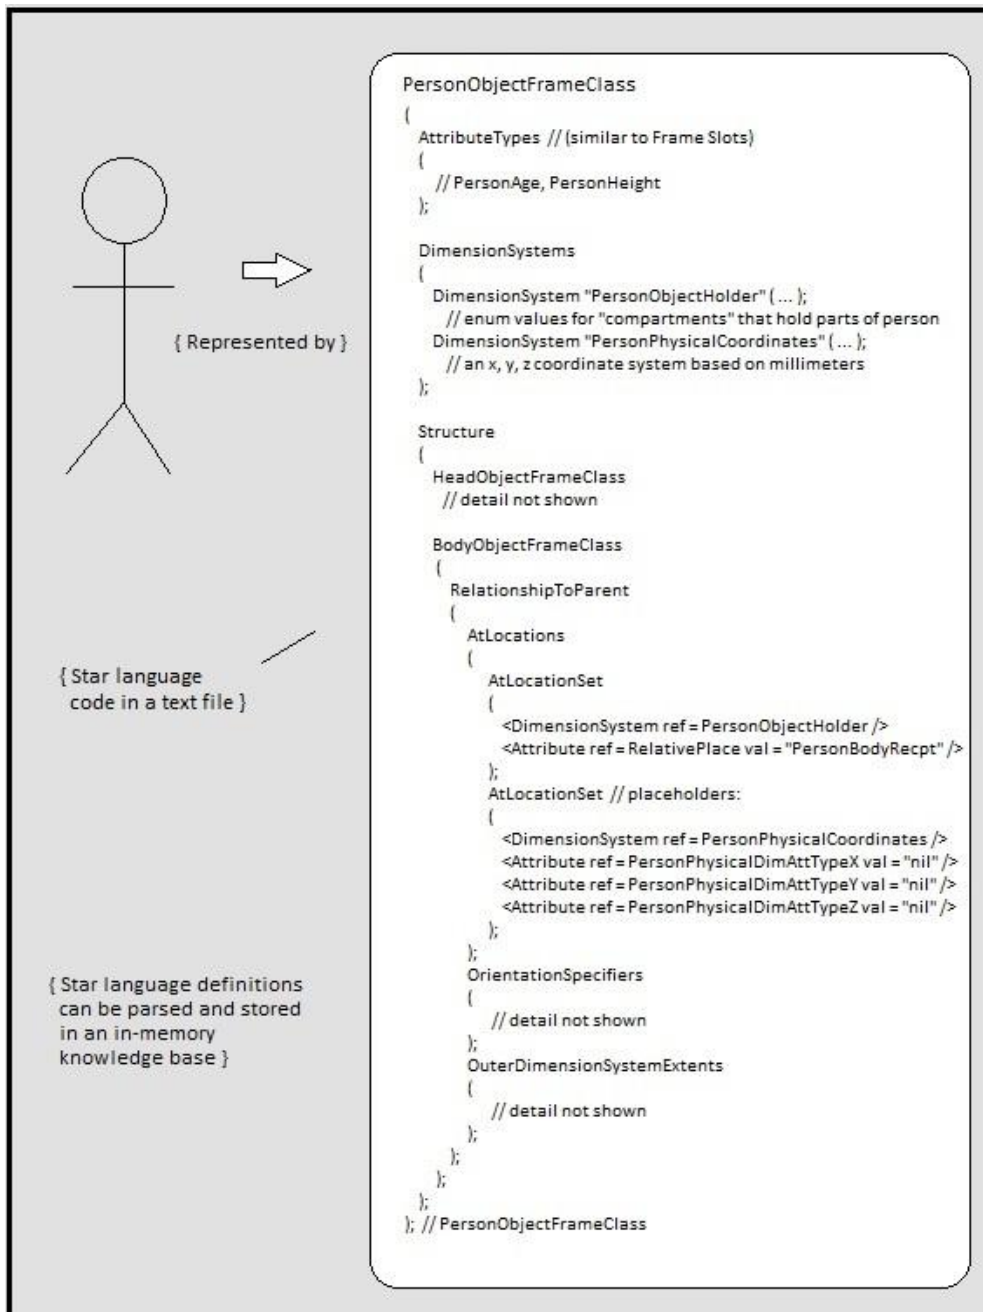 PersonObjectFrameClass
(
AttributeTypes // (similar to Frame Slots)
(
// PersonAge, PersonHeight
);
DimensionSystems
(
DimensionSystem "PersonObjectHolder" ( ... );
// enum values for "compartments" that hold parts of person
DimensionSystem "PersonPhysicalCoordinates" ( ... );
// an x, y, z coordinate system based on millimeters
);
Structure
(
HeadObjectFrameClass
// detail not shown
BodyObjectFrameClass
(
RelationshipToParent
(
AtLocations
(
AtLocationSet
(
<DimensionSystem ref = PersonObjectHolder />
<Attribute ref = RelativePlace val = "PersonBodyRecpt" />
);
AtLocationSet // placeholders:
(
<DimensionSystem ref = PersonPhysicalCoordinates />
<Attribute ref = PersonPhysicalDimAttTypeX val = "nil" />
<Attribute ref = PersonPhysicalDimAttTypeY val = "nil" />
<Attribute ref = PersonPhysicalDimAttTypeZ val = "nil" />
);
);
OrientationSpecifiers
(
// detail not shown
);
OuterDimensionSystemExtents
(
// detail not shown
);
);
);
);
); // PersonObjectFrameClass
{ Represented by }
{ Star language
code in a text file }
{ Star language definitions
can be parsed and stored
in an in-memory
knowledge base }